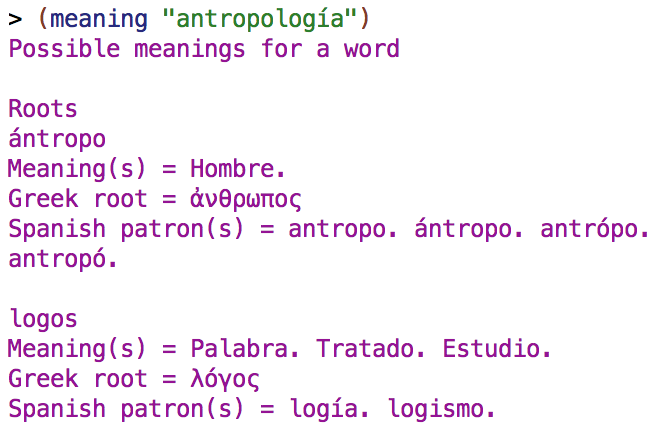 > (meaning "antropología")
Possible meanings for a word
Roots
ántropo
Meaning(s) = Hombre.
Greek root = ἀνθρωπος
Spanish patron(s) = antropo. ántropo. antrópo.
antropó.
logos
Meaning(s) = Palabra. Tratado. Estudio.
Greek root = λόγος
Spanish patron(s) = logía. logismo.